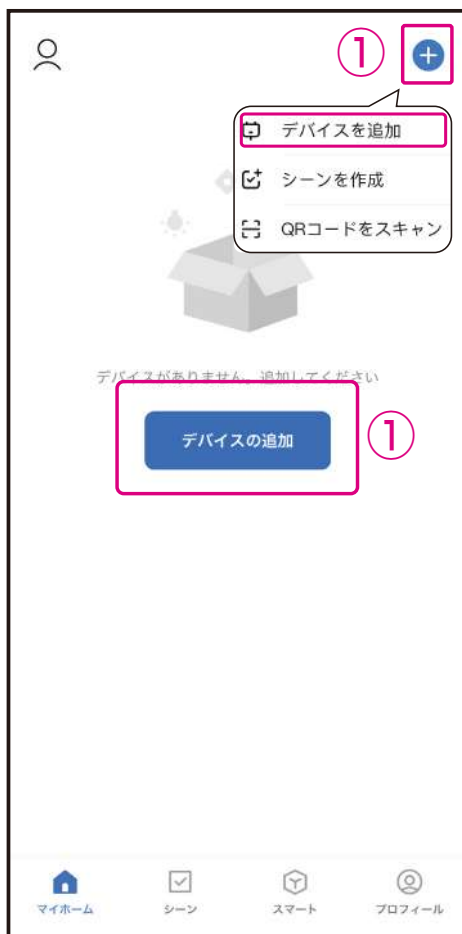 ①
デバイスを追加
シーンを作成
QRコードをスキャン
デバイスがありません、追加してください
デバイスの追加
①
マイホーム
シーン
スマート
プロフィール